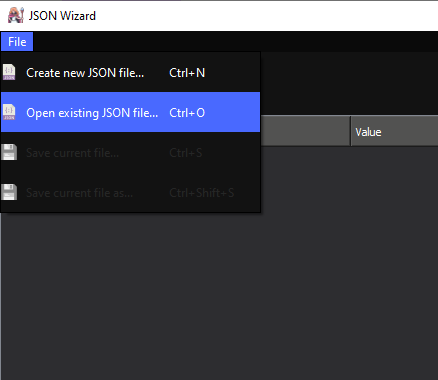 JSON Wizard
File
Create new JSON file... Ctrl+N
Open existing JSON file... Ctrl+O
Save current file... Ctrl+S
Save current file as... Ctrl+Shift+S
Value